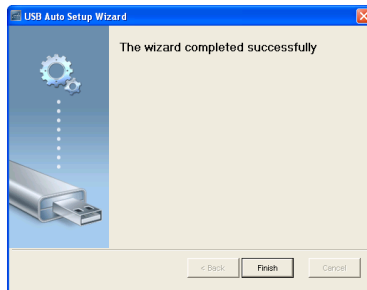 USB Auto Setup Wizard
The wizard completed successfully
< Back
Finish
Cancel